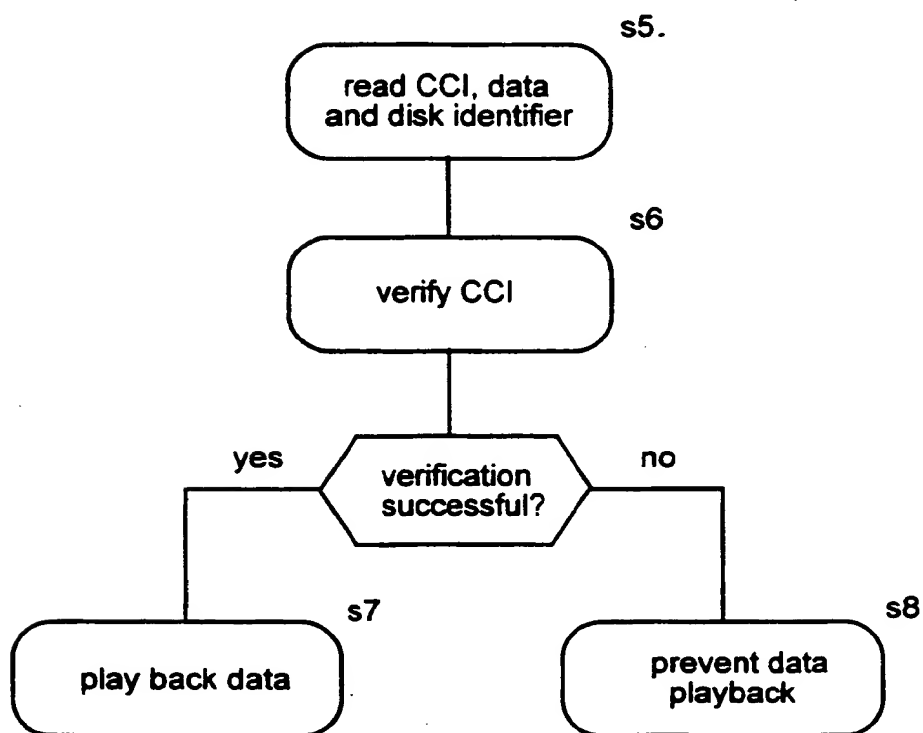 s5.
read CCI, data
and disk identifier
s6
verify CCI
yes
verification
successful?
no
s7
play back data
s8
prevent data
playback